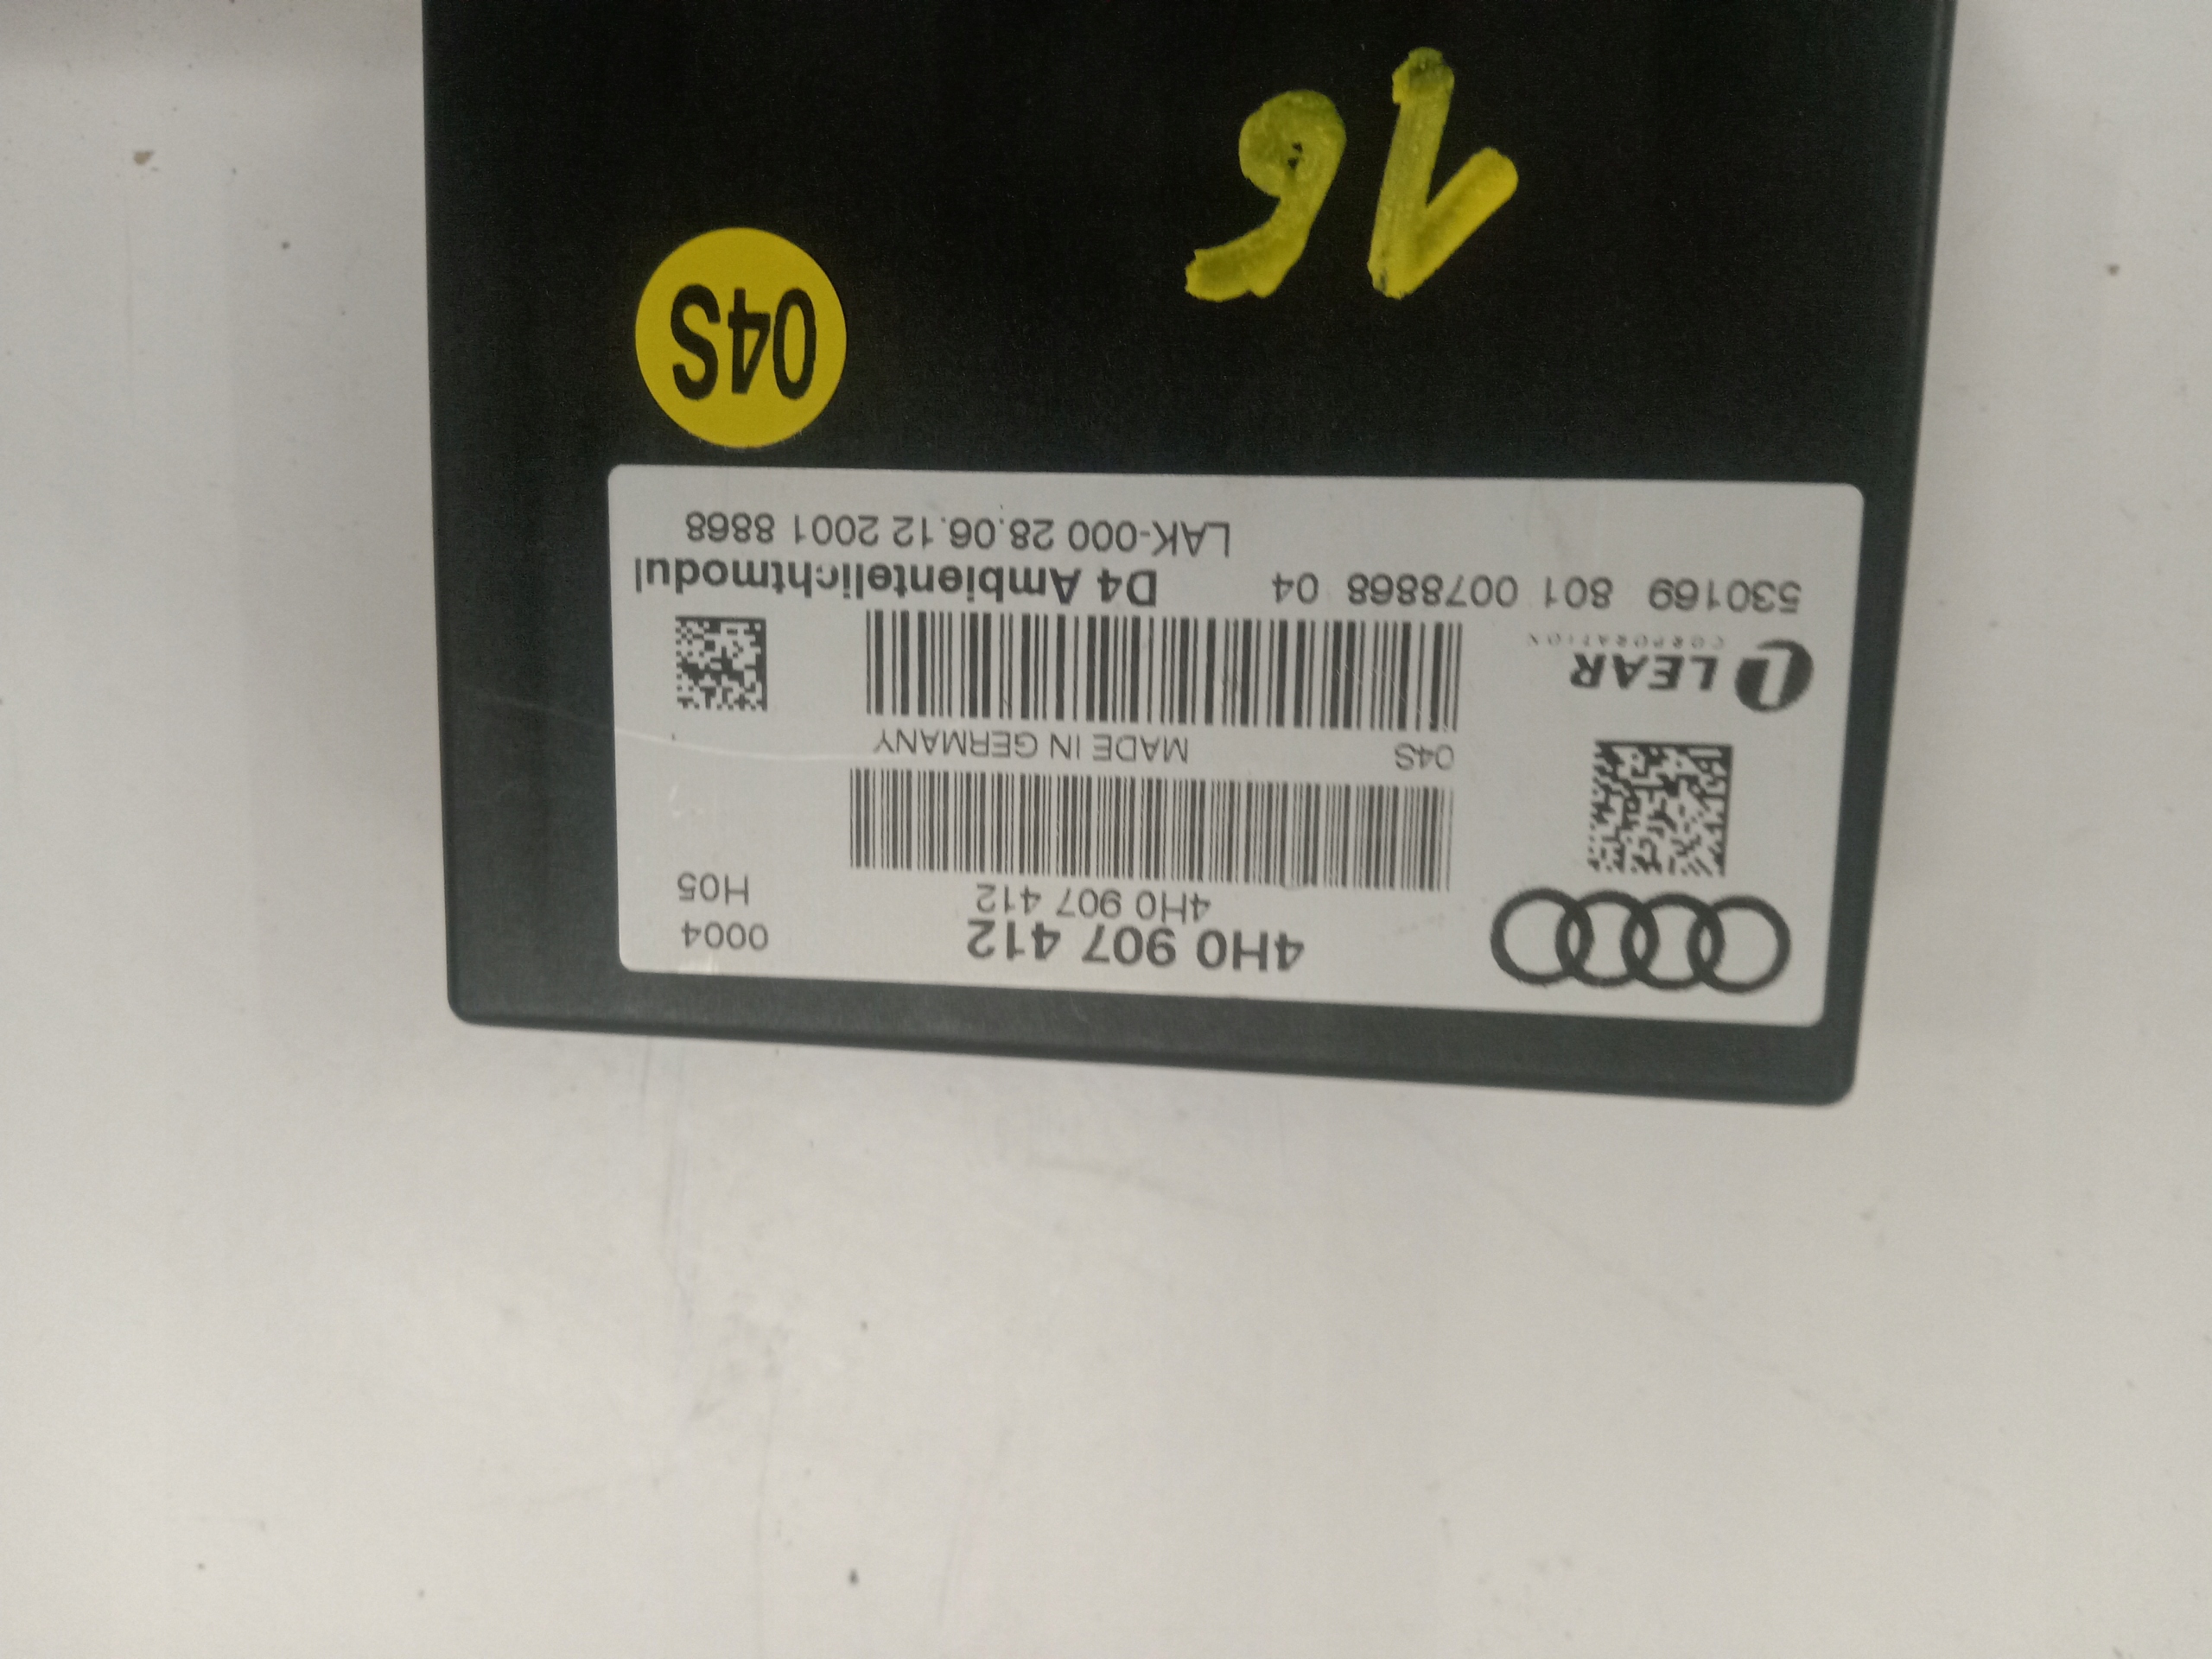 4H0 907 412
4H0 907 412
0004
H05
04S MADE IN GERMANY
LEAR
CORPORATION
530169 801 0078868 04 D4 Ambientelichtmodul
LAK-000 28.06.12 2001 8868
04S
16